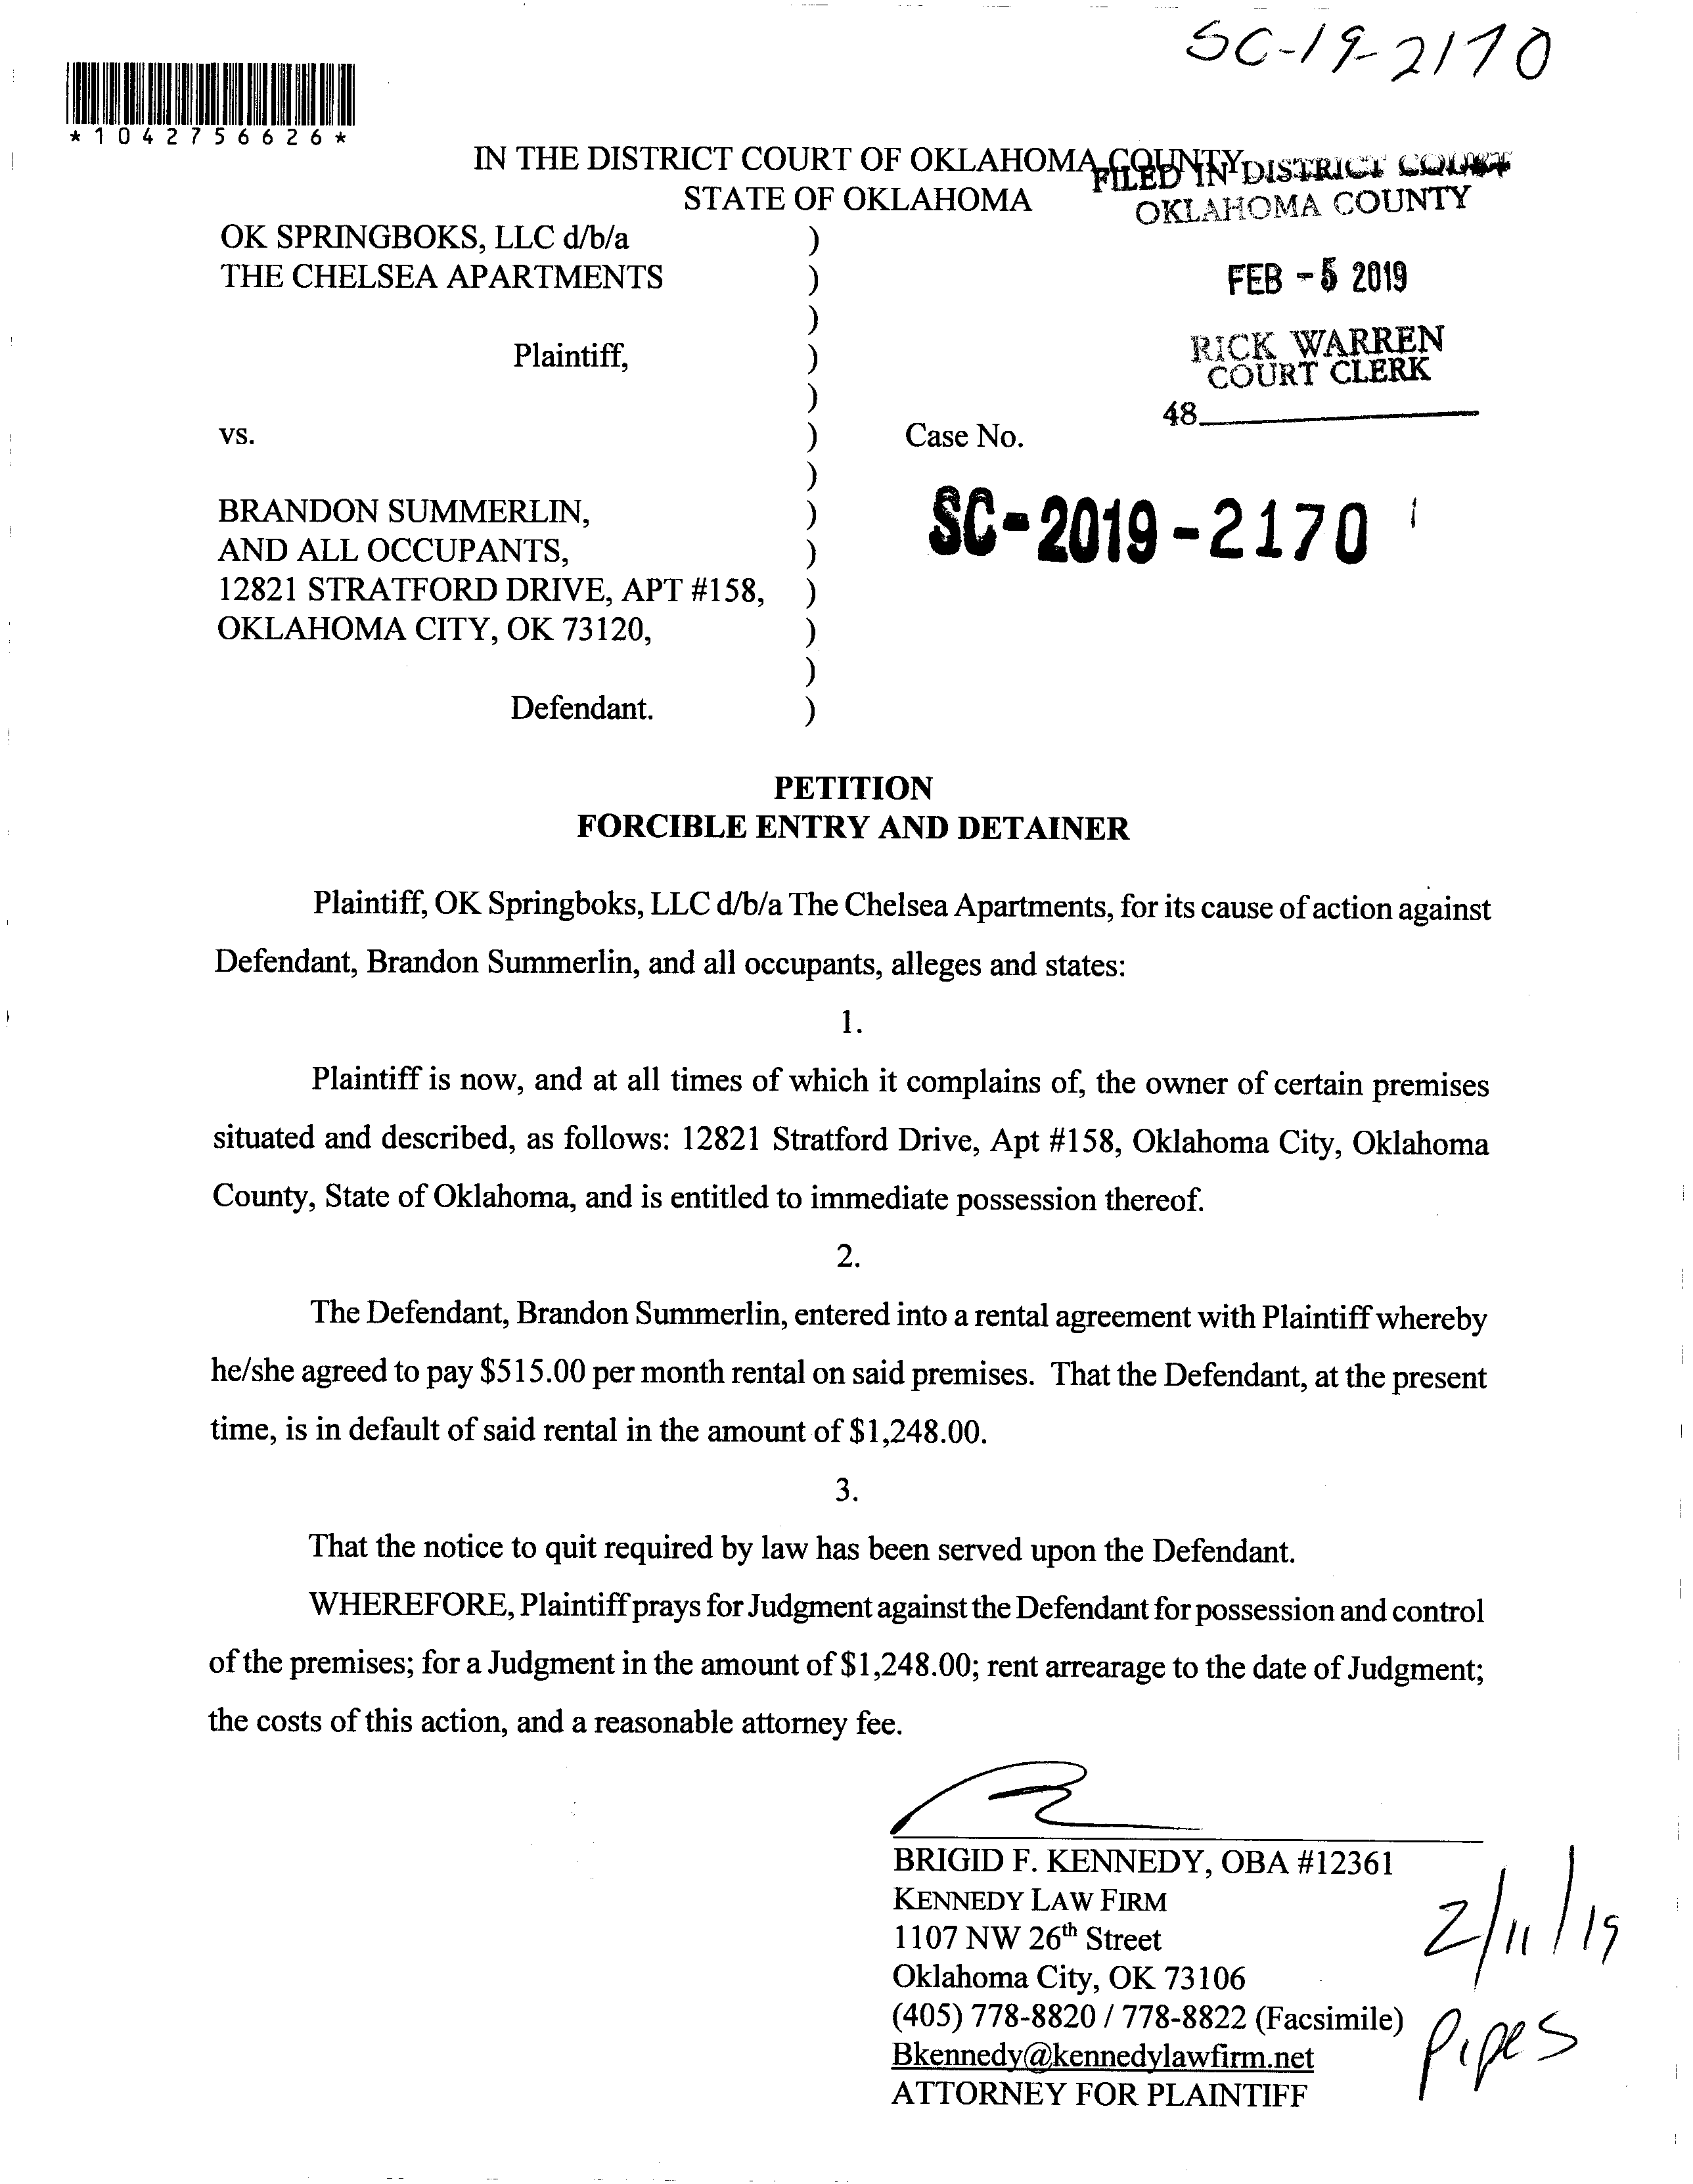 SC-19-2170
*1042756626*
IN THE DISTRICT COURT OF OKLAHOMA COUNTY
STATE OF OKLAHOMA
FILED IN DISTRICT COURT
OKLAHOMA COUNTY
FEB - 5 2019
RICK WARREN
COURT CLERK
48
OK SPRINGBOKS, LLC d/b/a )
THE CHELSEA APARTMENTS )
)
Plaintiff, )
)
vs. ) Case No.
)
SC-2019-2170
BRANDON SUMMERLIN, )
AND ALL OCCUPANTS, )
12821 STRATFORD DRIVE, APT #158, )
OKLAHOMA CITY, OK 73120, )
)
Defendant. )
PETITION
FORCIBLE ENTRY AND DETAINER
Plaintiff, OK Springboks, LLC d/b/a The Chelsea Apartments, for its cause of action against
Defendant, Brandon Summerlin, and all occupants, alleges and states:
1.
Plaintiff is now, and at all times of which it complains of, the owner of certain premises
situated and described, as follows: 12821 Stratford Drive, Apt #158, Oklahoma City, Oklahoma
County, State of Oklahoma, and is entitled to immediate possession thereof.
2.
The Defendant, Brandon Summerlin, entered into a rental agreement with Plaintiff whereby
he/she agreed to pay $515.00 per month rental on said premises. That the Defendant, at the present
time, is in default of said rental in the amount of $1,248.00.
3.
That the notice to quit required by law has been served upon the Defendant.
WHEREFORE, Plaintiff prays for Judgment against the Defendant for possession and control
of the premises; for a Judgment in the amount of $1,248.00; rent arrearage to the date of Judgment;
the costs of this action, and a reasonable attorney fee.
BRIGID F. KENNEDY, OBA #12361
KENNEDY LAW FIRM
1107 NW 26th Street
Oklahoma City, OK 73106
(405) 778-8820 / 778-8822 (Facsimile)
Bkennedy@kennedylawfirm.net
ATTORNEY FOR PLAINTIFF
2/11/19
Pipes